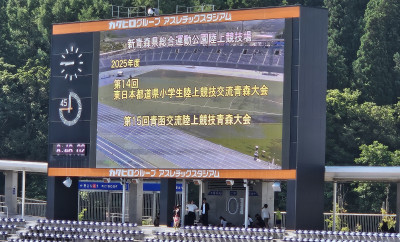 カクヒログループ アスレチックスタジアム
新青森県総合運動公園陸上競技場
2025年度
第14回
東日本都道県小学生陸上競技交流青森大会
第15回青函交流陸上競技青森大会
45
カクヒログループ アスレチックスタジアム